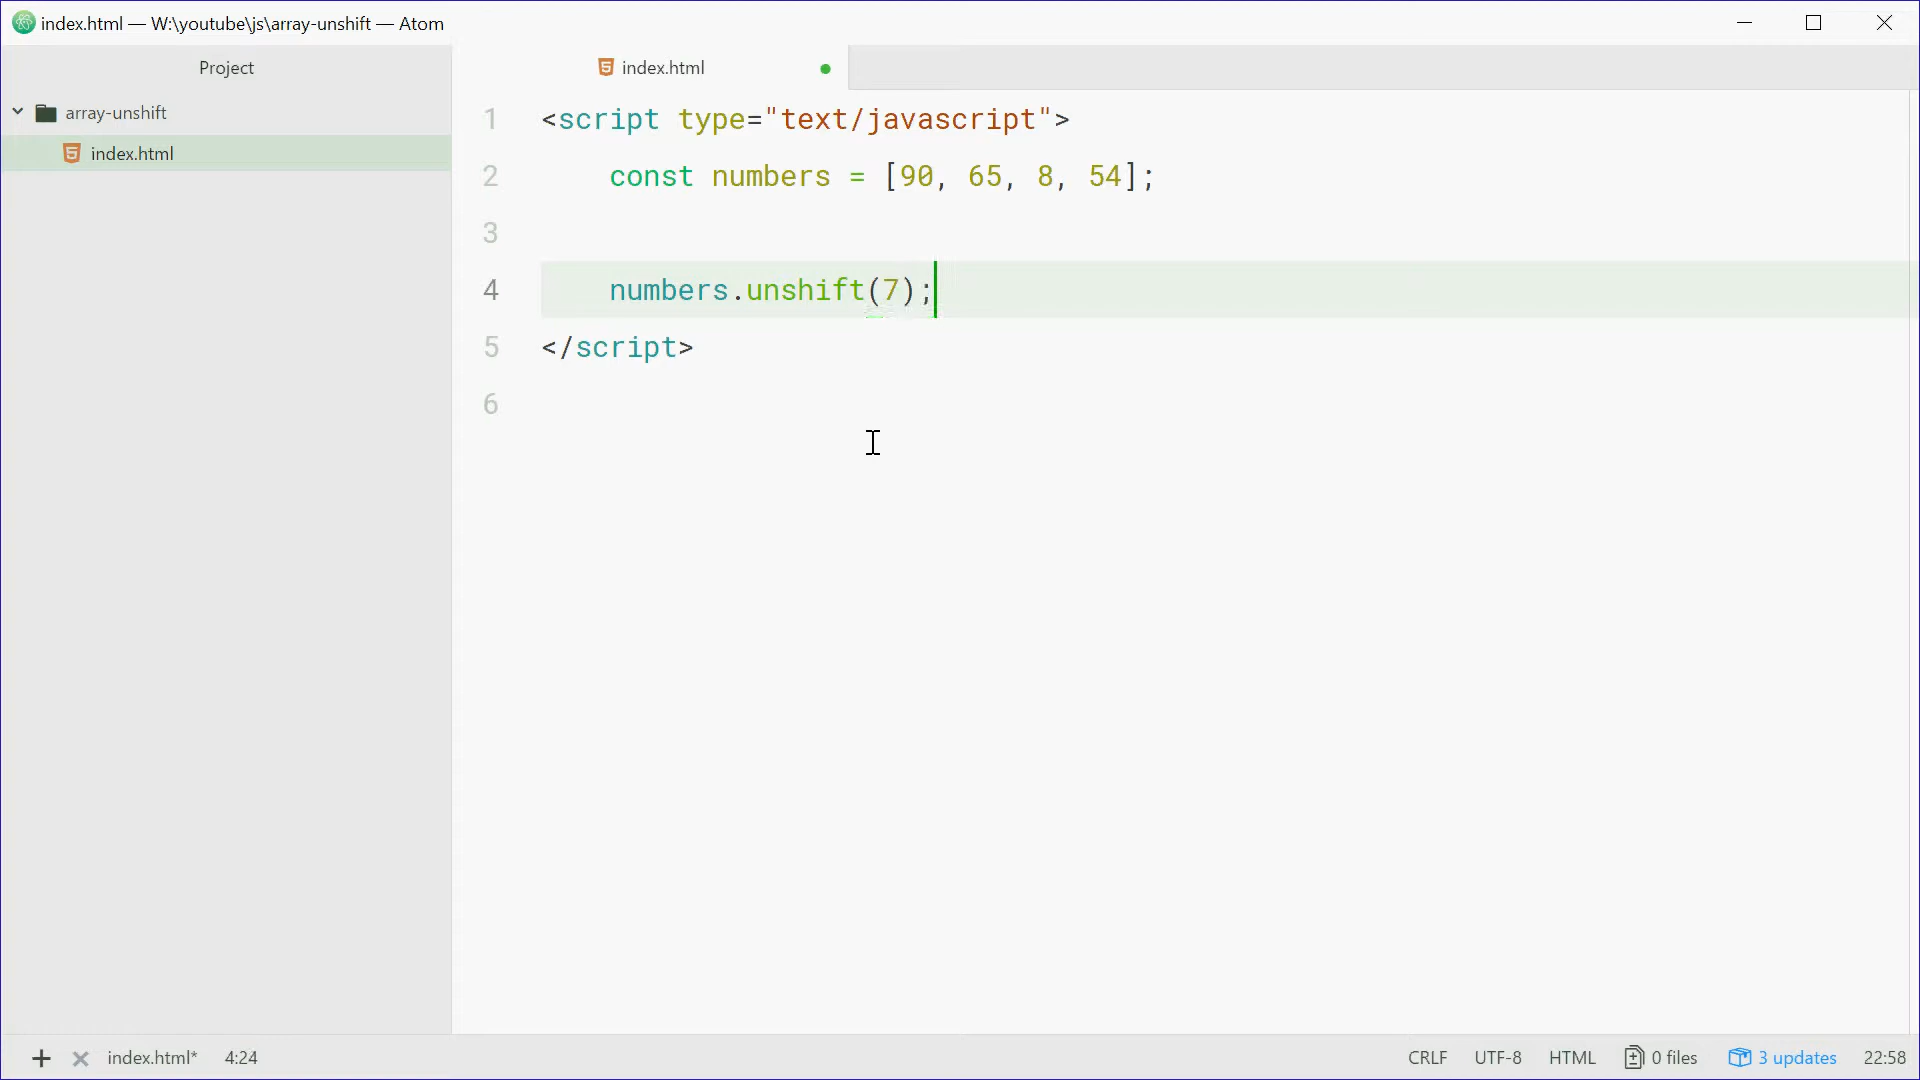 index.html — W:\youtube\js\array-unshift — Atom
Project
index.html
array-unshift
index.html
1 <script type="text/javascript">
2 const numbers = [90, 65, 8, 54];
3
4 numbers.unshift(7);
5 </script>
6
index.html* 4:24 CRLF UTF-8 HTML 0 files 3 updates 22:58